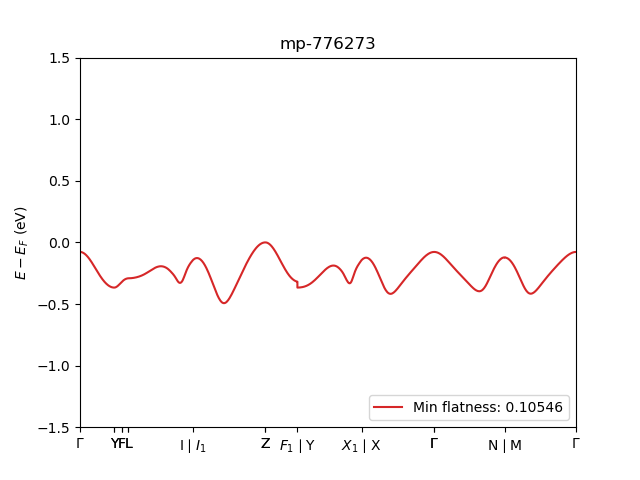 mp-776273
E − E_F (eV)
1.5
1.0
0.5
0.0
−0.5
−1.0
−1.5
Min flatness: 0.10546
Γ Y F L I | I_1 Z F_1 | Y X_1 | X Γ N | M Γ